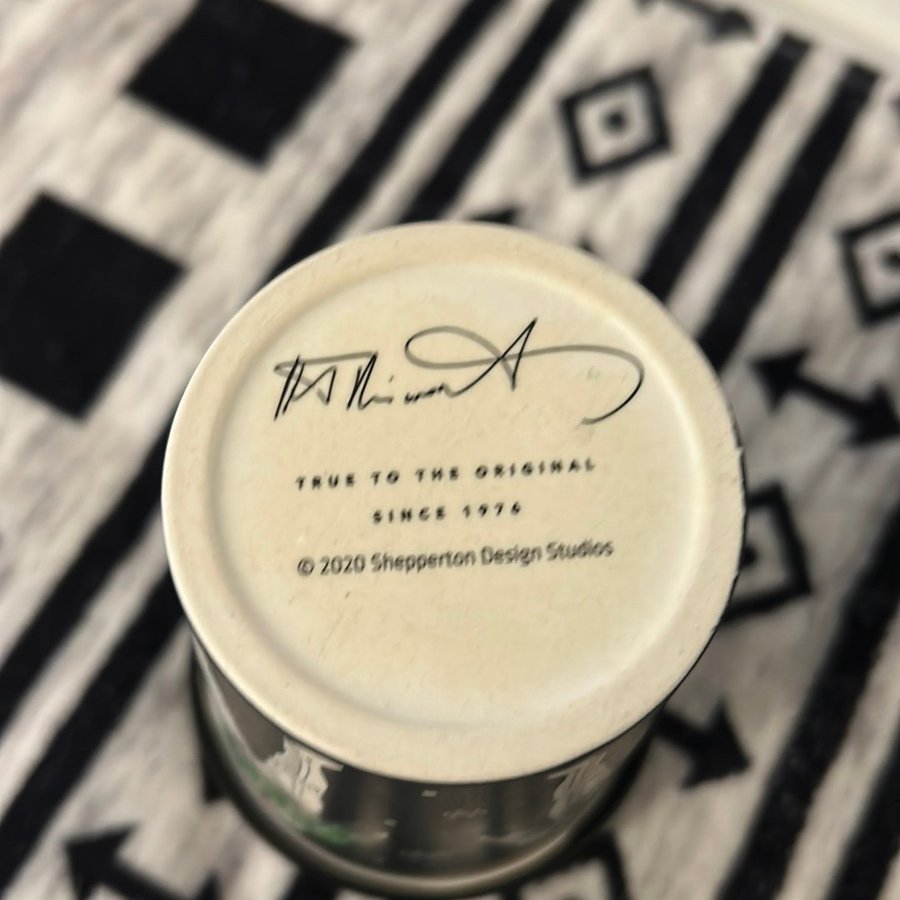 TRUE TO THE ORIGINAL
SINCE 1976
© 2020 Shepperton Design Studios